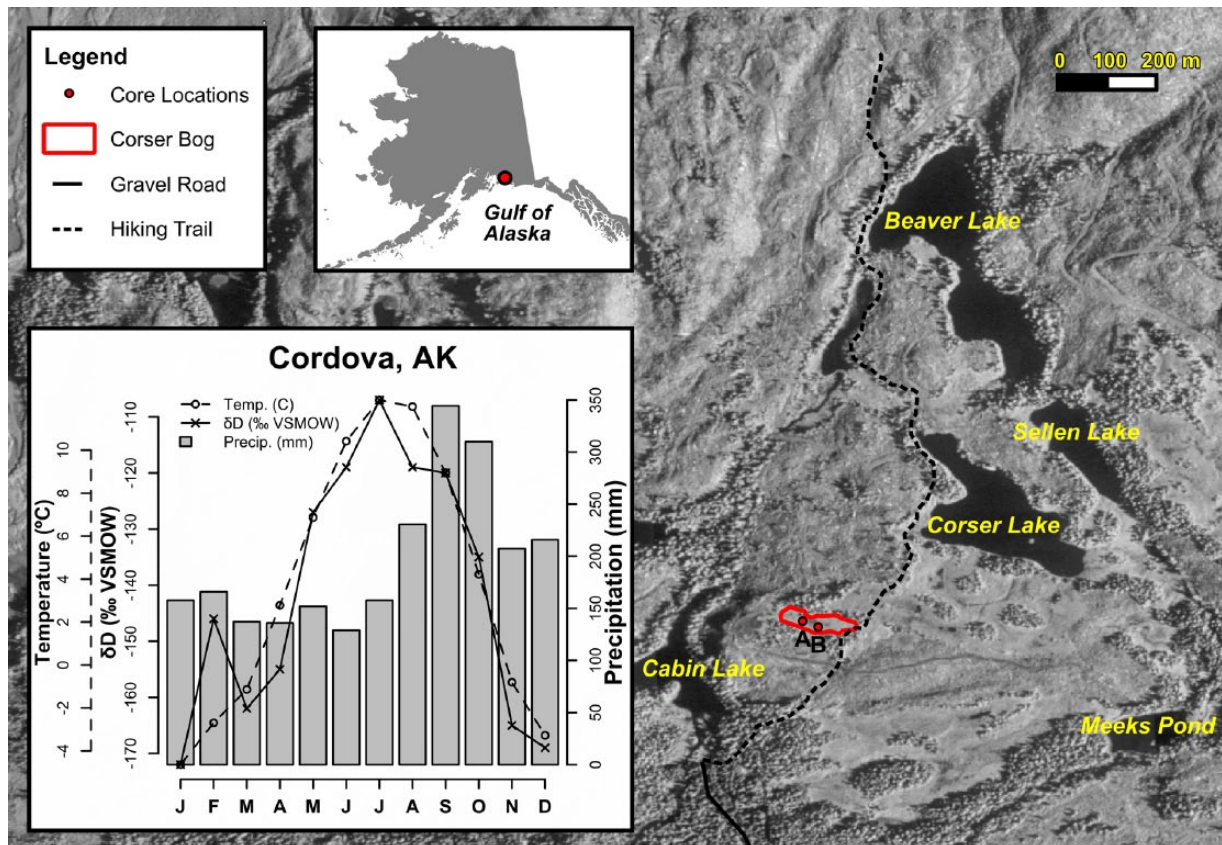 Legend
Core Locations
Corser Bog
Gravel Road
Hiking Trail
Gulf of
Alaska
0 100 200 m
Beaver Lake
Sellen Lake
Corser Lake
A B
Cabin Lake
Meeks Pond
Cordova, AK
Temp. (C)
δD (‰ VSMOW)
Precip. (mm)
Temperature (ºC)
-4 -2 0 2 4 6 8 10
δD (‰ VSMOW)
-170 -160 -150 -140 -130 -120 -110
Precipitation (mm)
0 50 100 150 200 250 300 350
J F M A M J J A S O N D